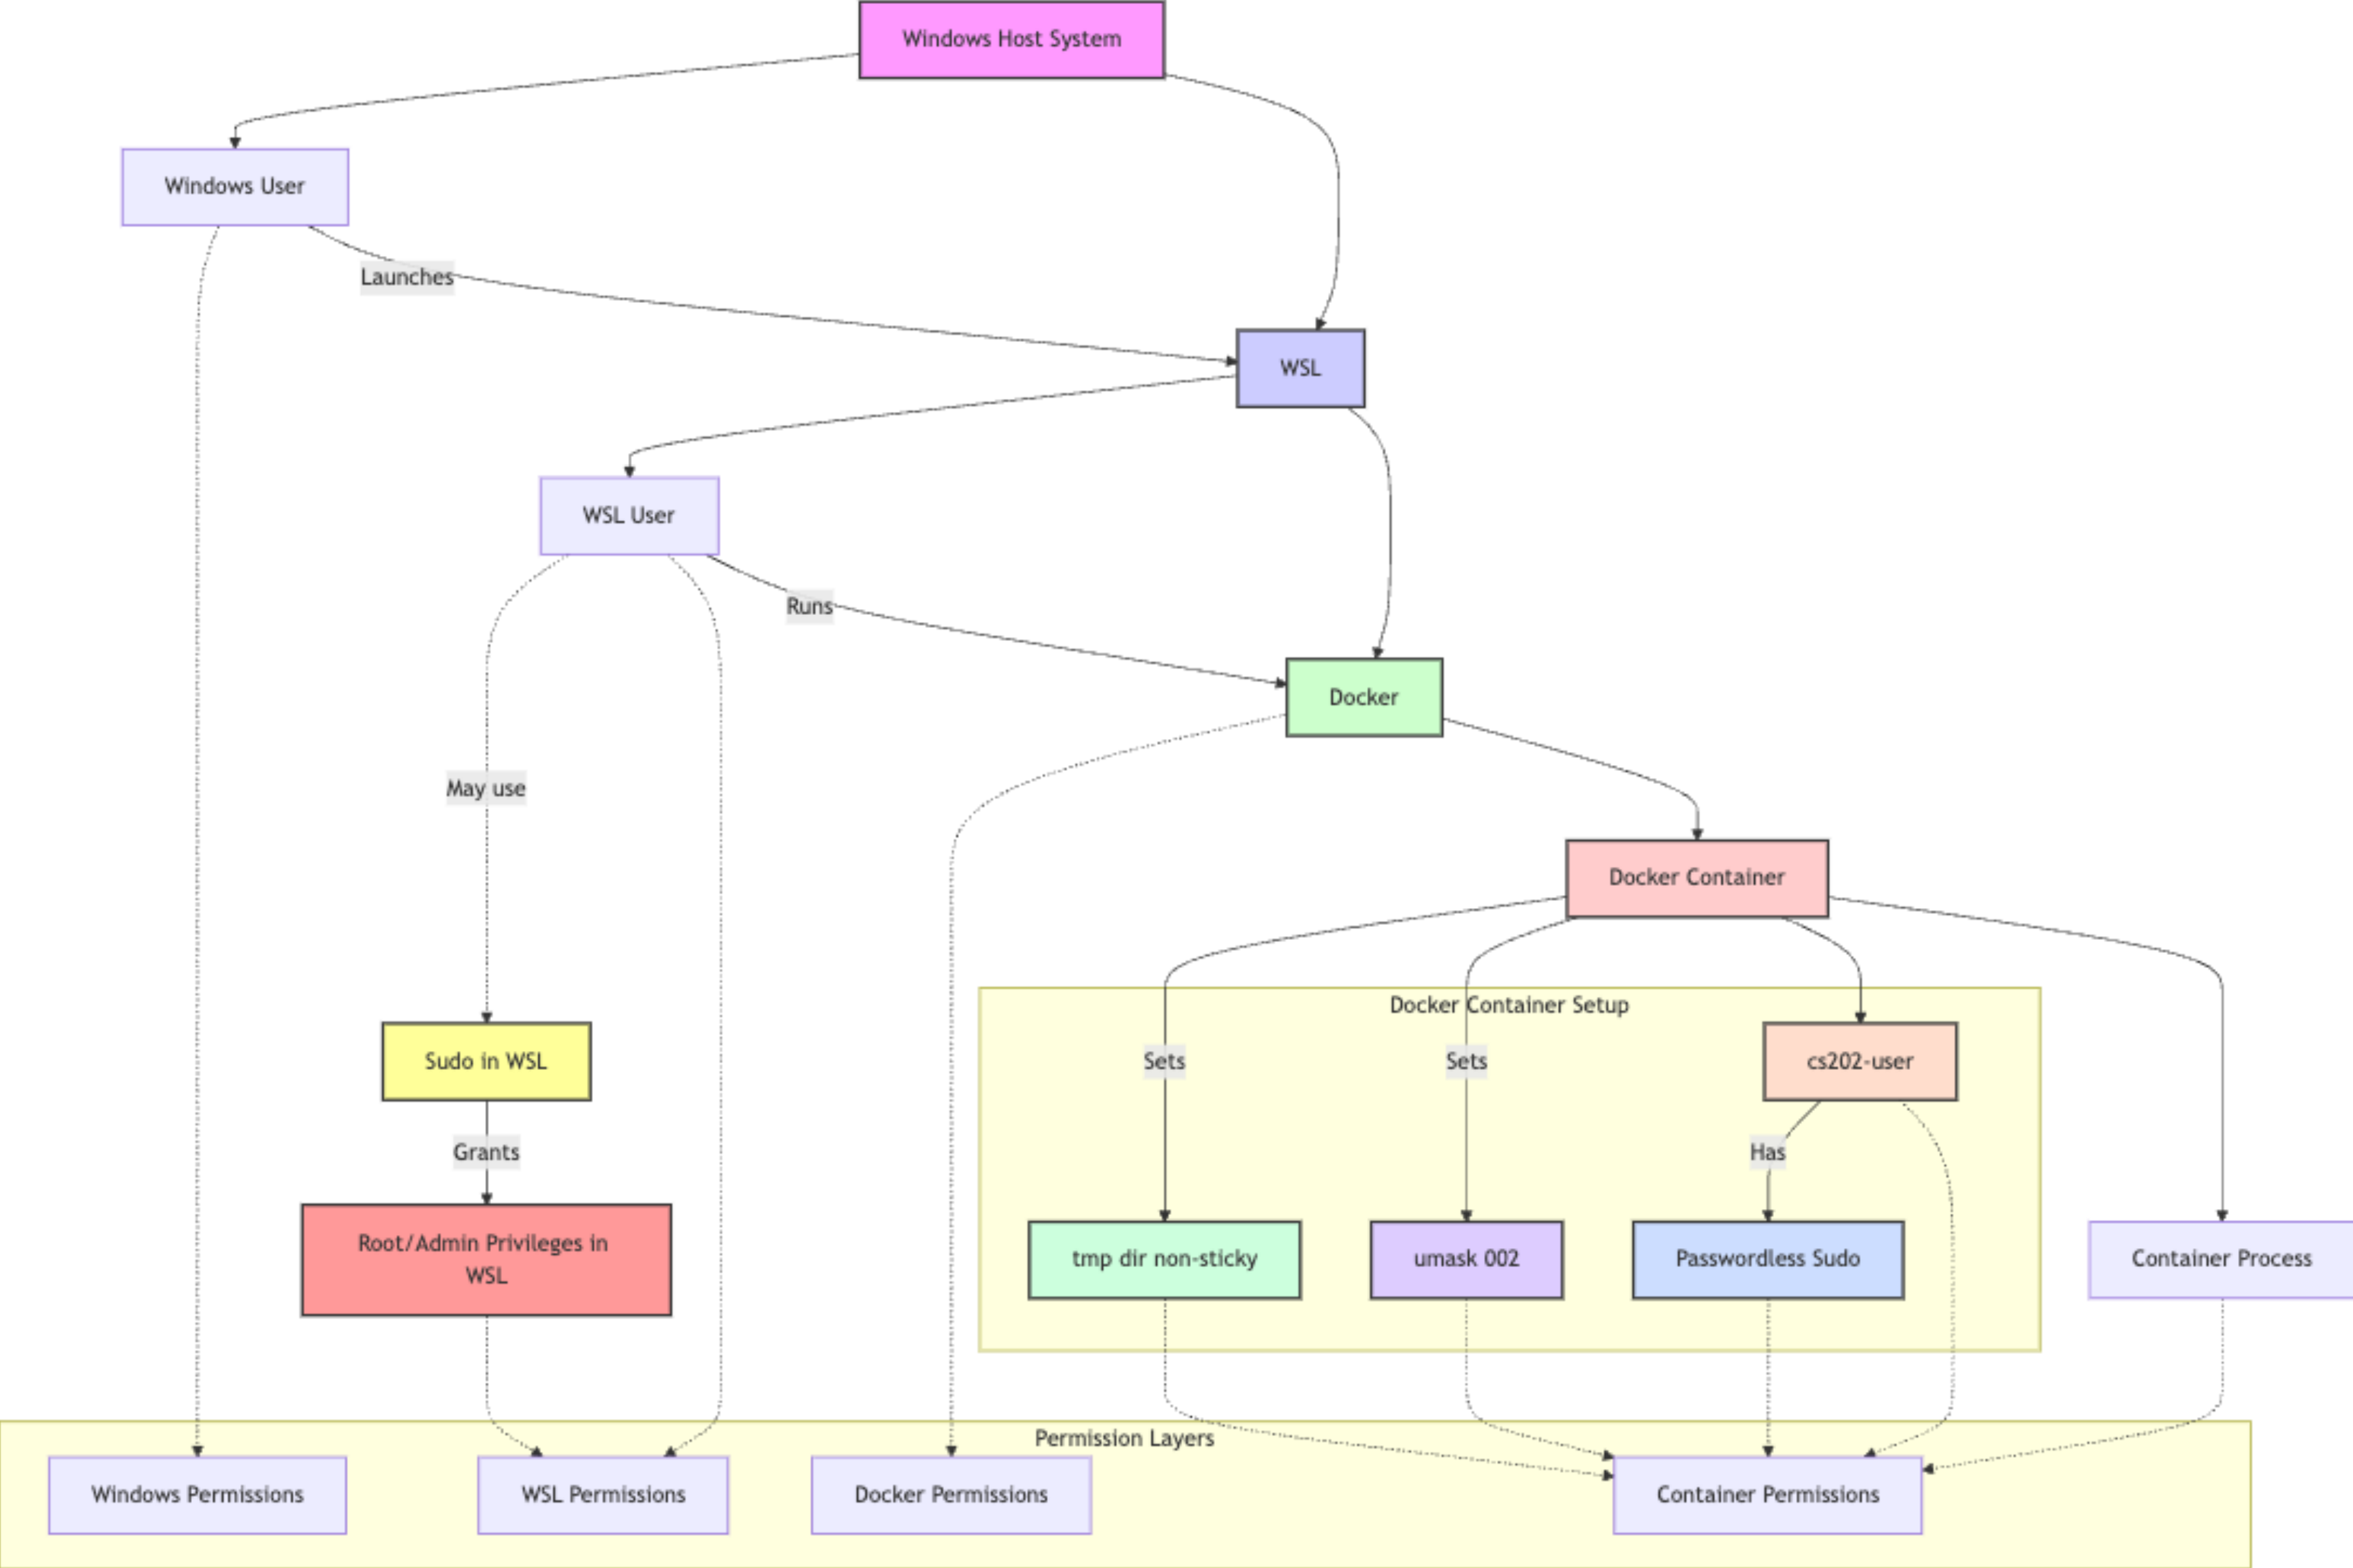 Windows Host System
Windows User
Launches
WSL
WSL User
Runs
Docker
May use
Docker Container
Docker Container Setup
Sudo in WSL
Sets
Sets
cs202-user
Grants
Has
Root/Admin Privileges in
WSL
tmp dir non-sticky
umask 002
Passwordless Sudo
Container Process
Permission Layers
Windows Permissions
WSL Permissions
Docker Permissions
Container Permissions